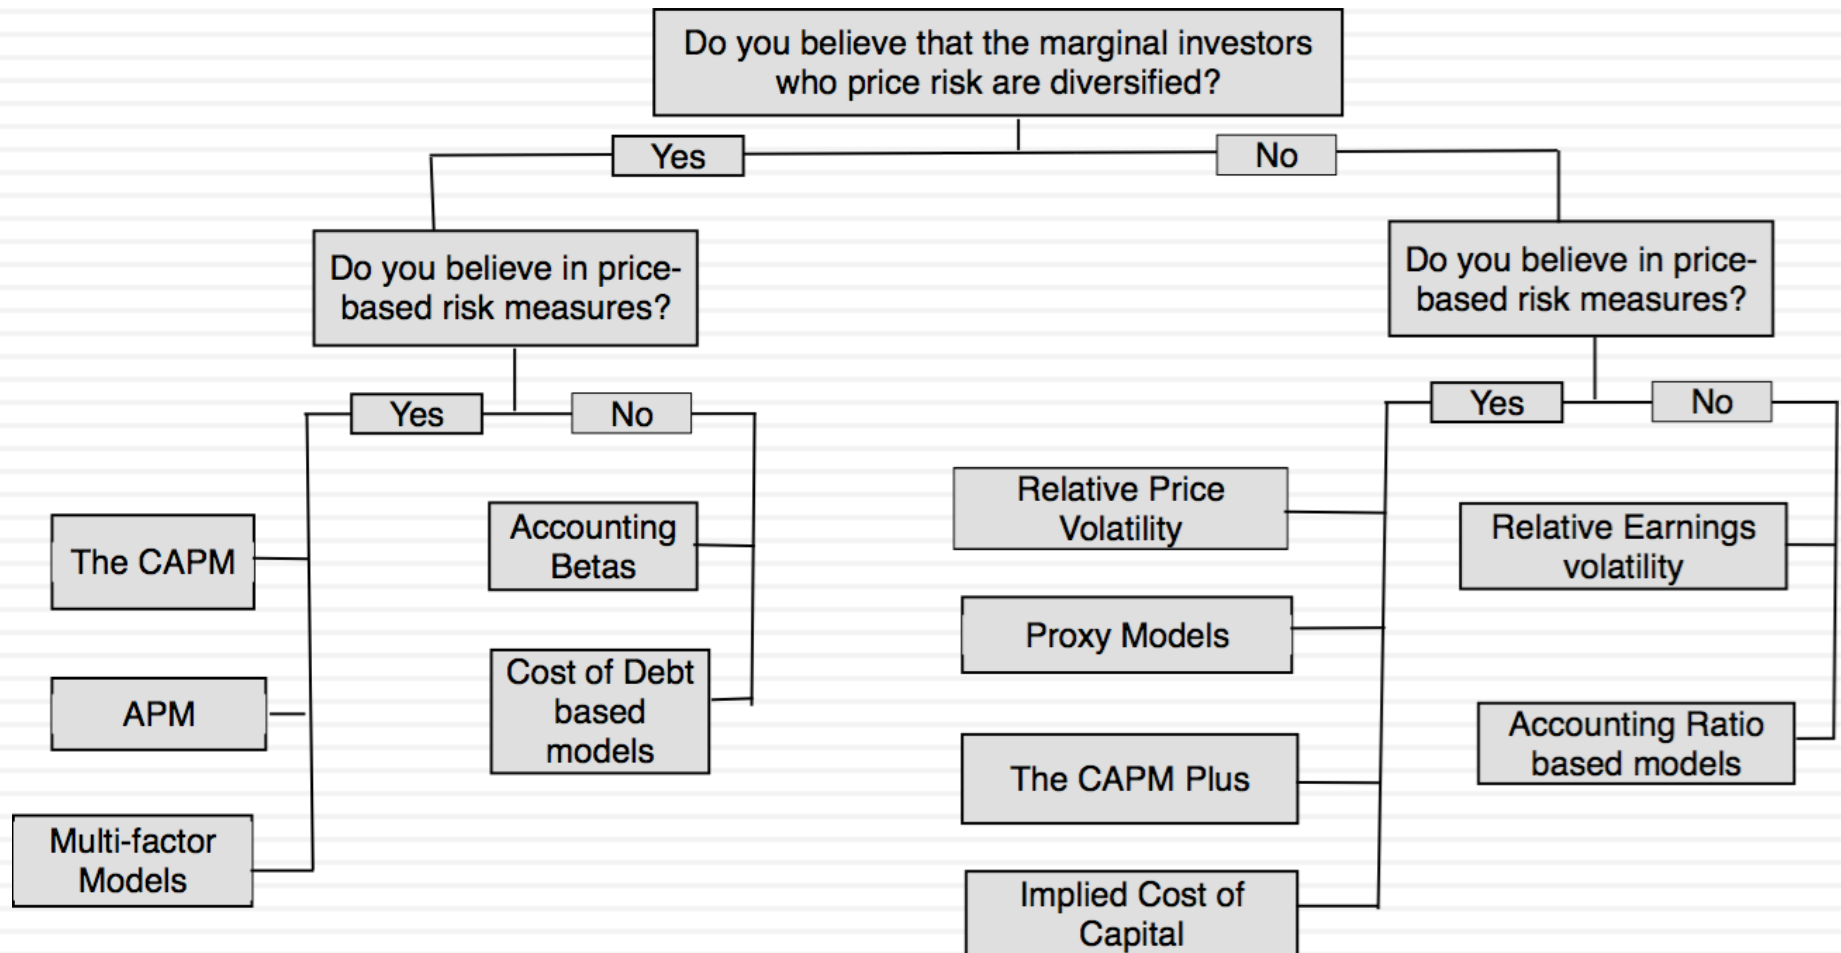 Do you believe that the marginal investors
who price risk are diversified?
Yes
No
Do you believe in price-
based risk measures?
Do you believe in price-
based risk measures?
Yes
No
Yes
No
The CAPM
APM
Multi-factor
Models
Accounting
Betas
Cost of Debt
based
models
Relative Price
Volatility
Proxy Models
The CAPM Plus
Implied Cost of
Capital
Relative Earnings
volatility
Accounting Ratio
based models